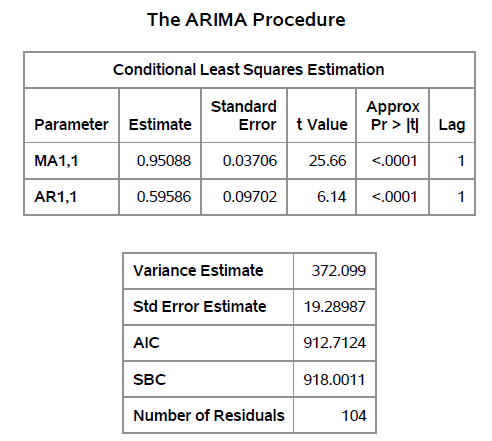 The ARIMA Procedure
Conditional Least Squares Estimation
Parameter Estimate Standard Error t Value Approx Pr > |t| Lag
MA1,1 0.95088 0.03706 25.66 <.0001 1
AR1,1 0.59586 0.09702 6.14 <.0001 1
Variance Estimate 372.099
Std Error Estimate 19.28987
AIC 912.7124
SBC 918.0011
Number of Residuals 104